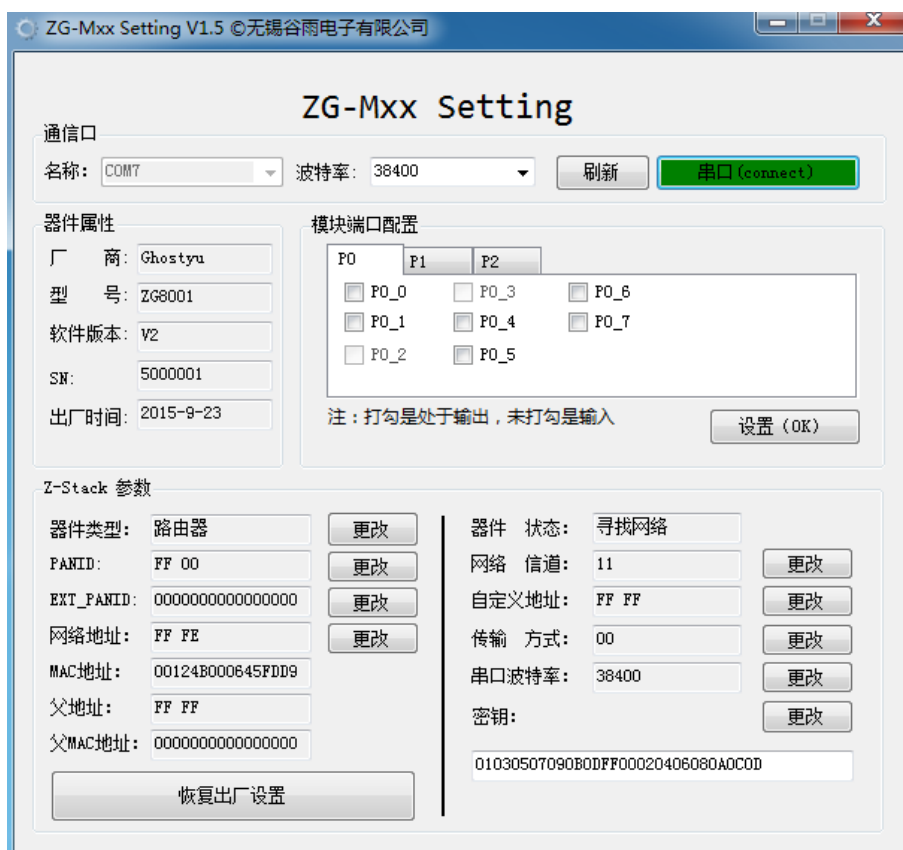 ZG-Mxx Setting V1.5 ©无锡谷雨电子有限公司
ZG-Mxx Setting
通信口
名称: COM7 波特率: 38400 刷新 串口(connect)
器件属性
厂 商: Ghostyu
型 号: ZG8001
软件版本: V2
SN: 5000001
出厂时间: 2015-9-23
模块端口配置
P0 P1 P2
P0_0 P0_3 P0_6
P0_1 P0_4 P0_7
P0_2 P0_5
注:打勾是处于输出,未打勾是输入
设置 (OK)
Z-Stack 参数
器件类型: 路由器 更改
PANID: FF 00 更改
EXT_PANID: 0000000000000000 更改
网络地址: FF FE 更改
MAC地址: 00124B000645FDD9
父地址: FF FF
父MAC地址: 0000000000000000
恢复出厂设置
器件 状态: 寻找网络
网络 信道: 11 更改
自定义地址: FF FF 更改
传输 方式: 00 更改
串口波特率: 38400 更改
密钥: 更改
01030507090B0DFF00020406080A0C0D